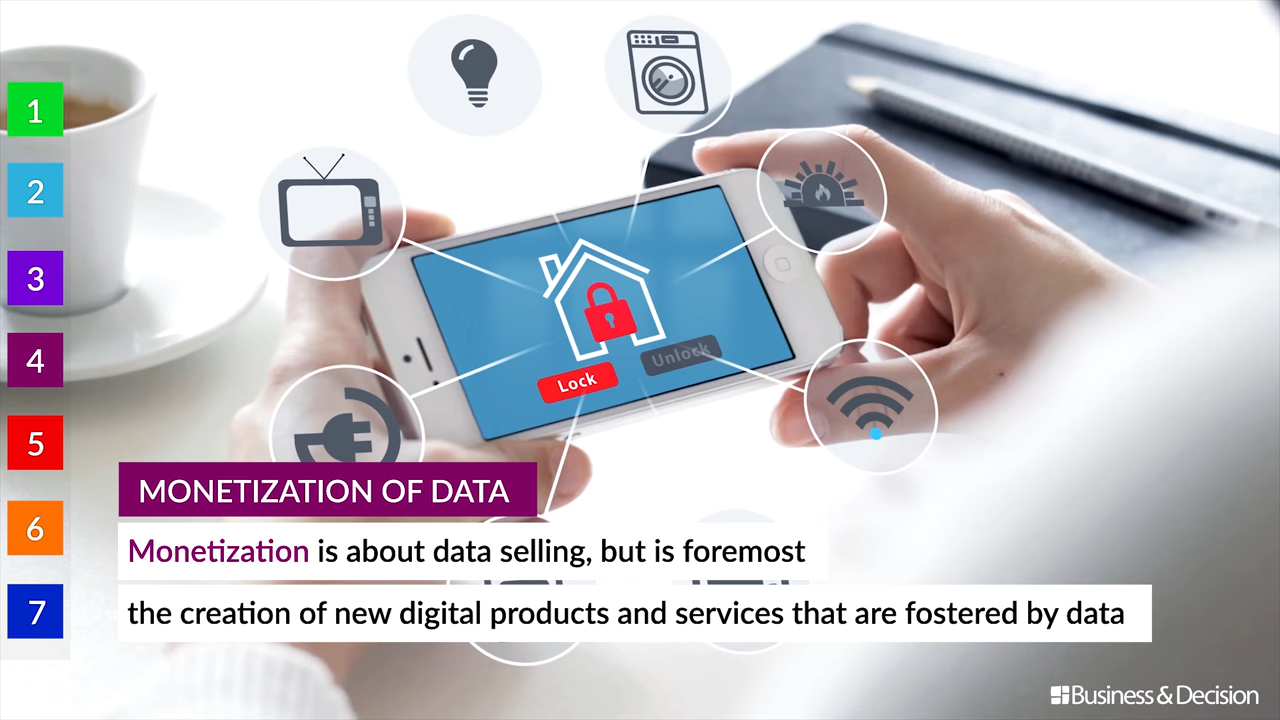 1
2
3
4
5
6
7
Lock
Unlock
MONETIZATION OF DATA
Monetization is about data selling, but is foremost
the creation of new digital products and services that are fostered by data
Business & Decision